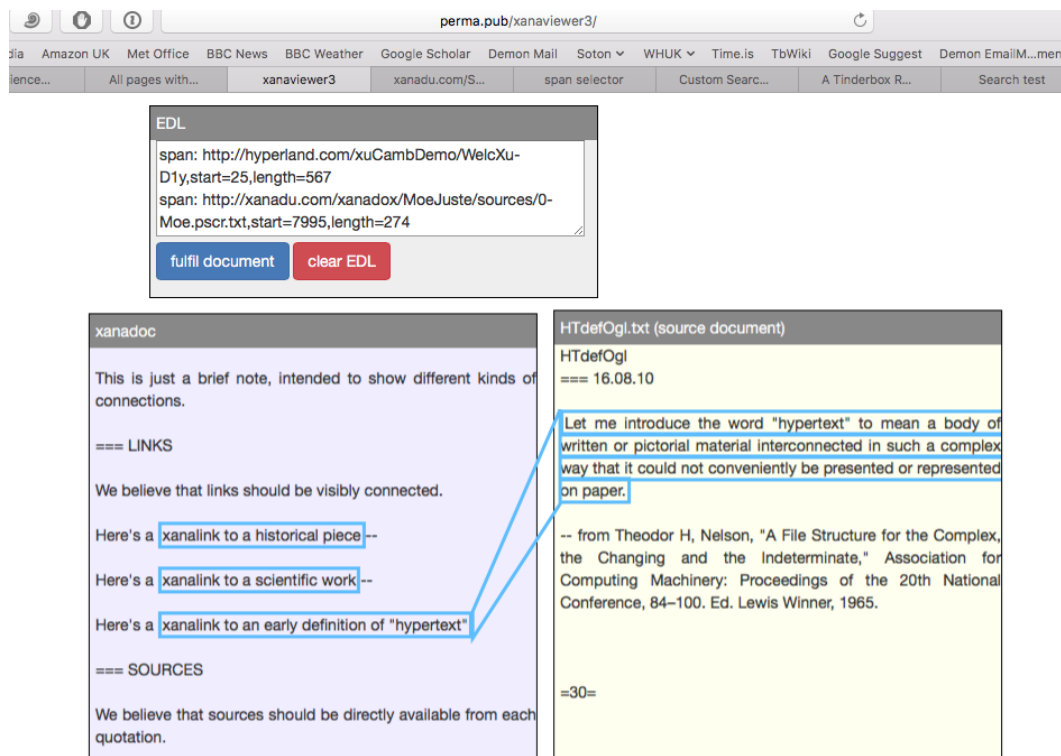 perma.pub/xanaviewer3/
dia Amazon UK Met Office BBC News BBC Weather Google Scholar Demon Mail Soton WHUK Time.is TbWiki Google Suggest Demon EmailM...men
ience... All pages with... xanaviewer3 xanadu.com/S... span selector Custom Searc... A Tinderbox R... Search test
EDL
span: http://hyperland.com/xuCambDemo/WelcXu-
D1y,start=25,length=567
span: http://xanadu.com/xanadox/MoeJuste/sources/0-
Moe.pscr.txt,start=7995,length=274
fulfil document clear EDL
xanadoc
This is just a brief note, intended to show different kinds of
connections.
=== LINKS
We believe that links should be visibly connected.
Here's a xanalink to a historical piece --
Here's a xanalink to a scientific work --
Here's a xanalink to an early definition of "hypertext"
=== SOURCES
We believe that sources should be directly available from each
quotation.
HTdefOgl.txt (source document)
HTdefOgl
=== 16.08.10
Let me introduce the word "hypertext" to mean a body of
written or pictorial material interconnected in such a complex
way that it could not conveniently be presented or represented
on paper.
-- from Theodor H, Nelson, "A File Structure for the Complex,
the Changing and the Indeterminate," Association for
Computing Machinery: Proceedings of the 20th National
Conference, 84–100. Ed. Lewis Winner, 1965.
=30=